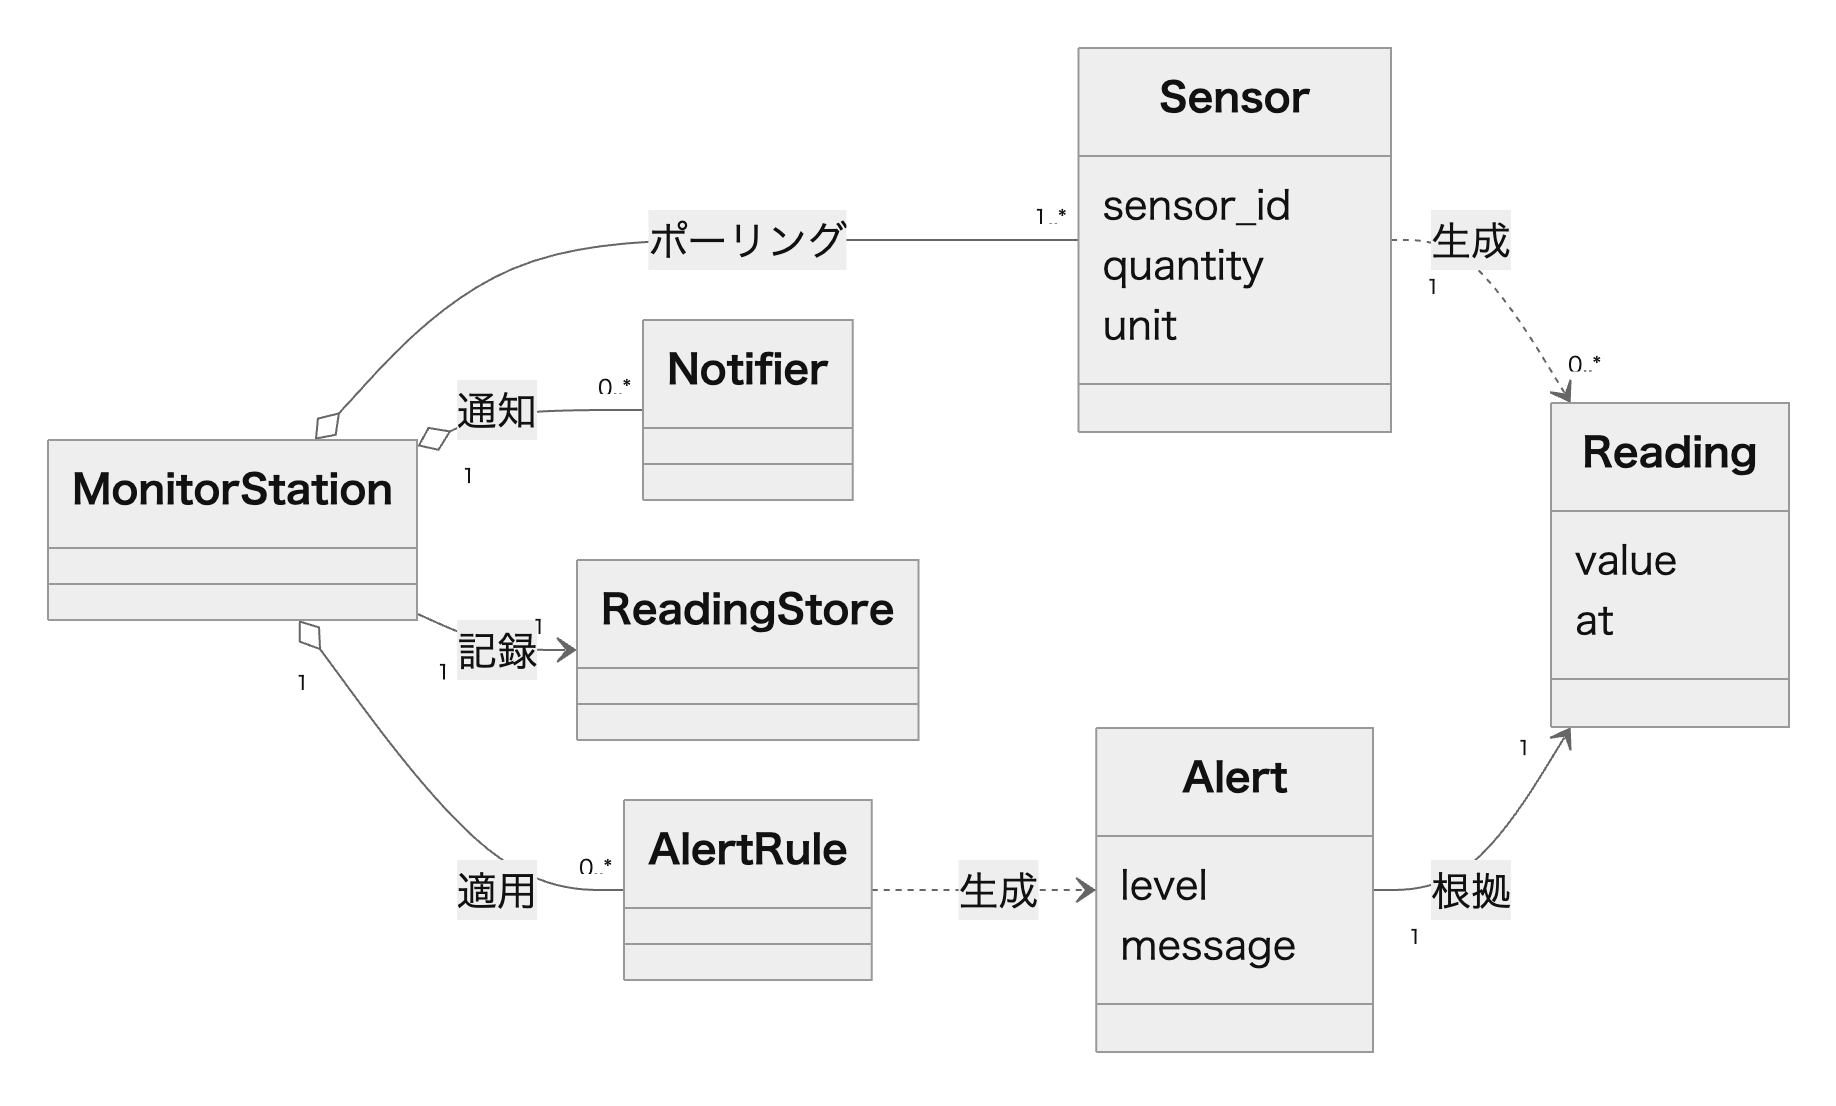 Sensor
sensor_id
quantity
unit
ポーリング
1..*
生成
1
0..*
Notifier
通知
0..*
1
MonitorStation
Reading
value
at
ReadingStore
記録
1
1
1
適用
0..*
AlertRule
生成
Alert
level
message
根拠
1
1